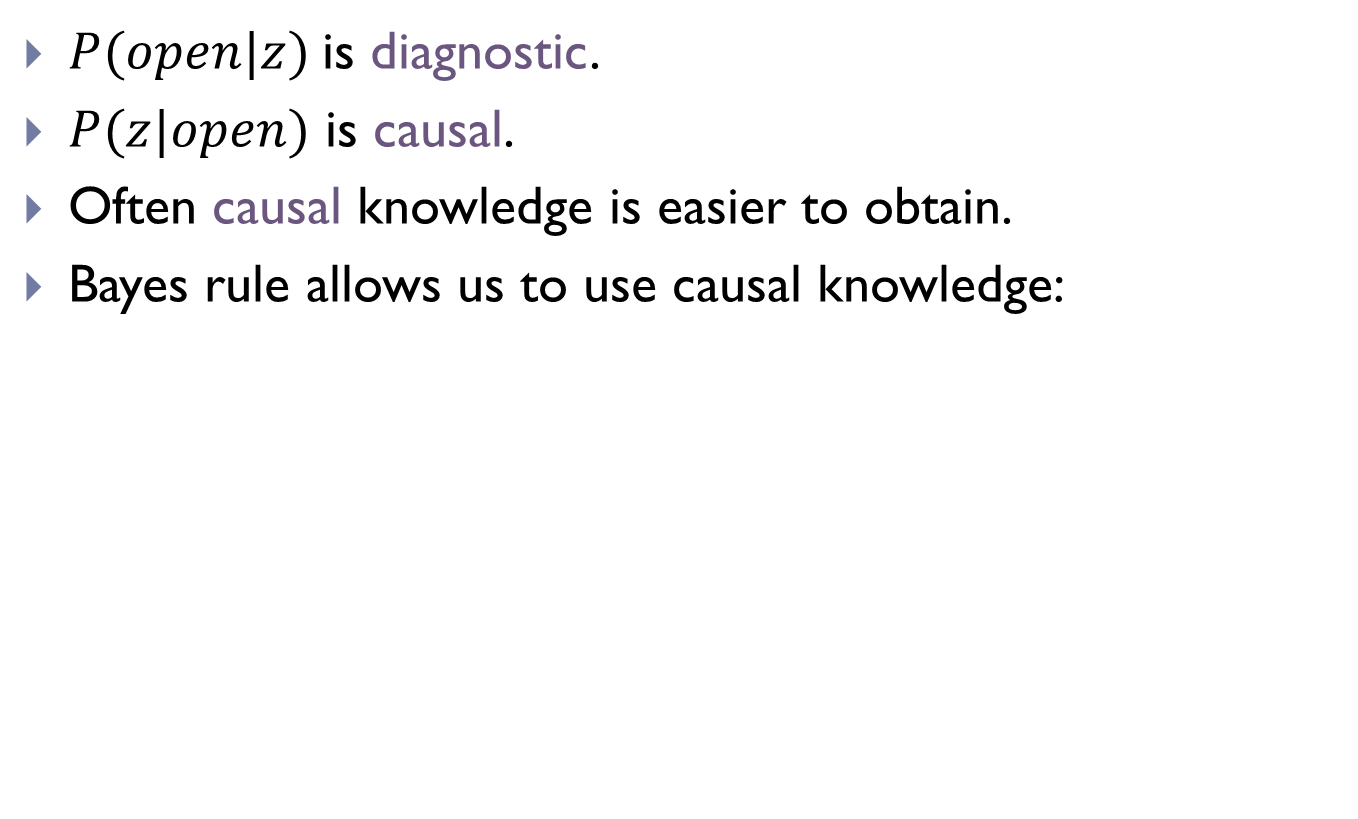 P(open|z) is diagnostic.
P(z|open) is causal.
Often causal knowledge is easier to obtain.
Bayes rule allows us to use causal knowledge: